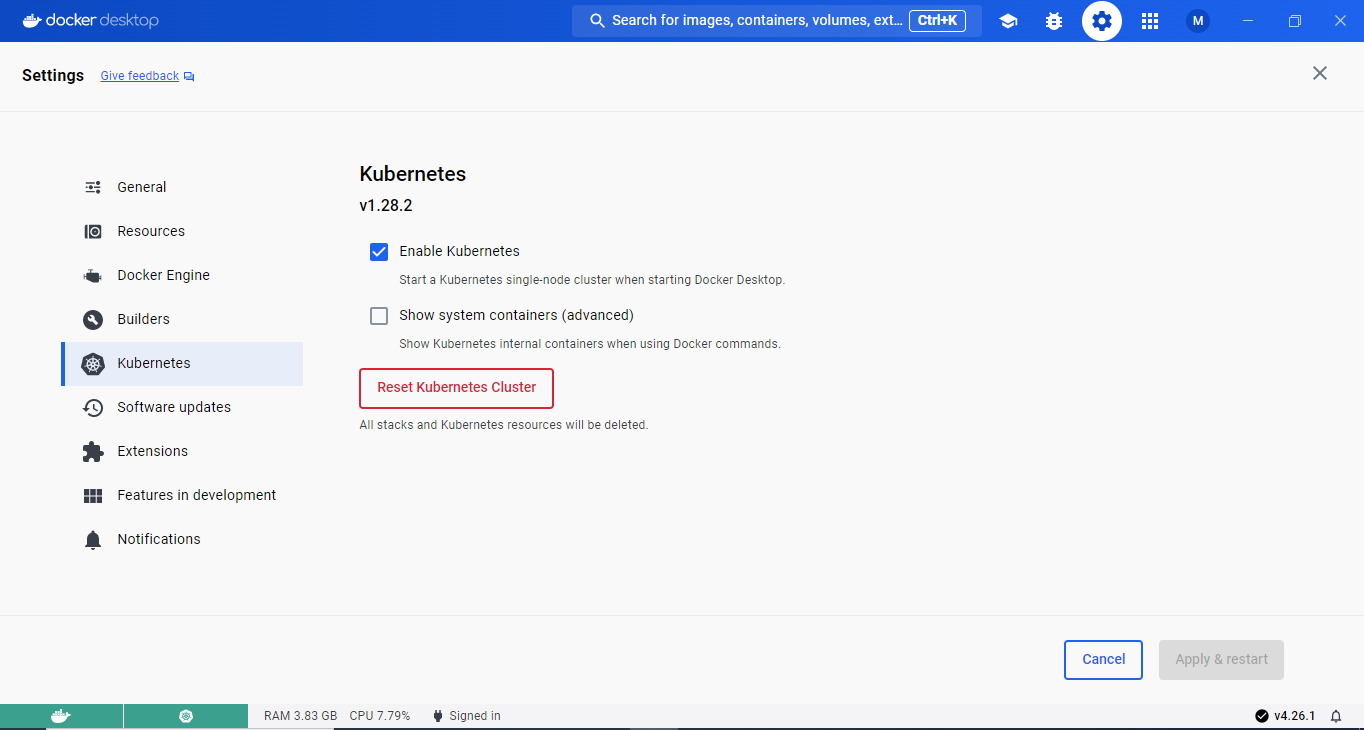 docker desktop
Search for images, containers, volumes, ext... Ctrl+K
M
Settings Give feedback
General
Resources
Docker Engine
Builders
Kubernetes
Software updates
Extensions
Features in development
Notifications
Kubernetes
v1.28.2
Enable Kubernetes
Start a Kubernetes single-node cluster when starting Docker Desktop.
Show system containers (advanced)
Show Kubernetes internal containers when using Docker commands.
Reset Kubernetes Cluster
All stacks and Kubernetes resources will be deleted.
Cancel Apply & restart
RAM 3.83 GB CPU 7.79% Signed in v4.26.1